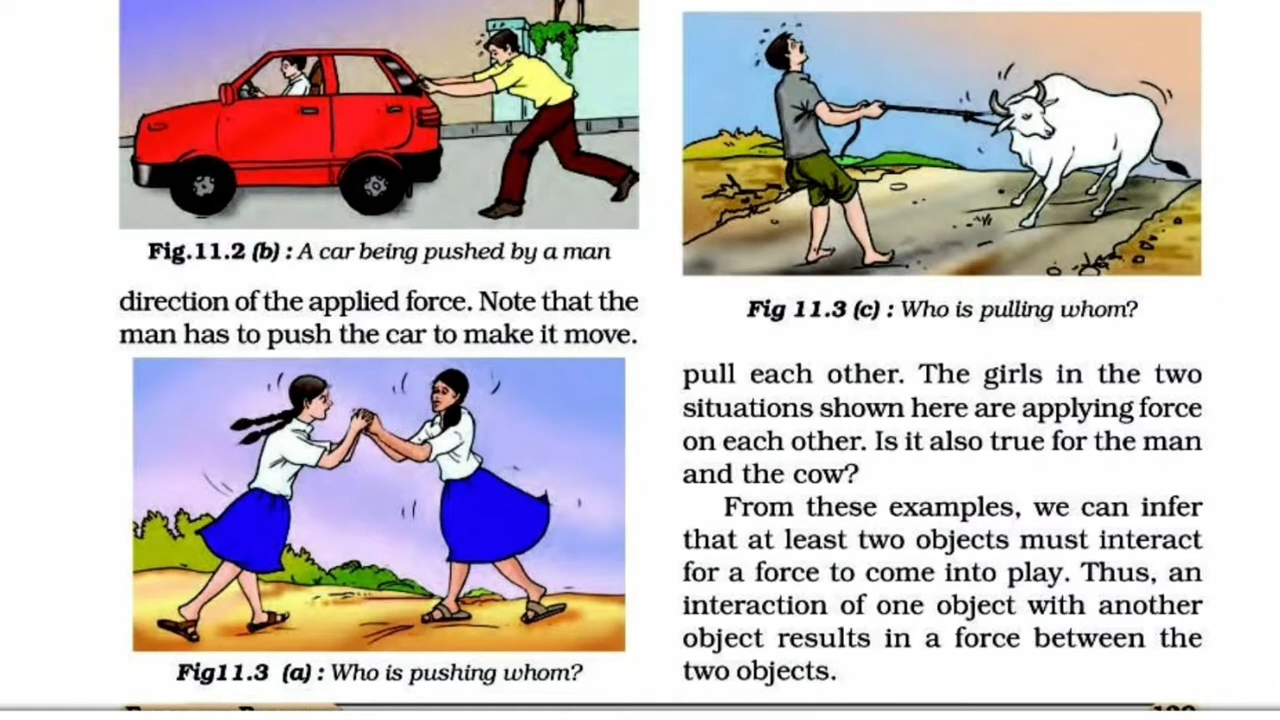 Fig.11.2 (b) : A car being pushed by a man
direction of the applied force. Note that the
man has to push the car to make it move.
Fig11.3 (a) : Who is pushing whom?
Fig 11.3 (c) : Who is pulling whom?
pull each other. The girls in the two
situations shown here are applying force
on each other. Is it also true for the man
and the cow?
From these examples, we can infer
that at least two objects must interact
for a force to come into play. Thus, an
interaction of one object with another
object results in a force between the
two objects.